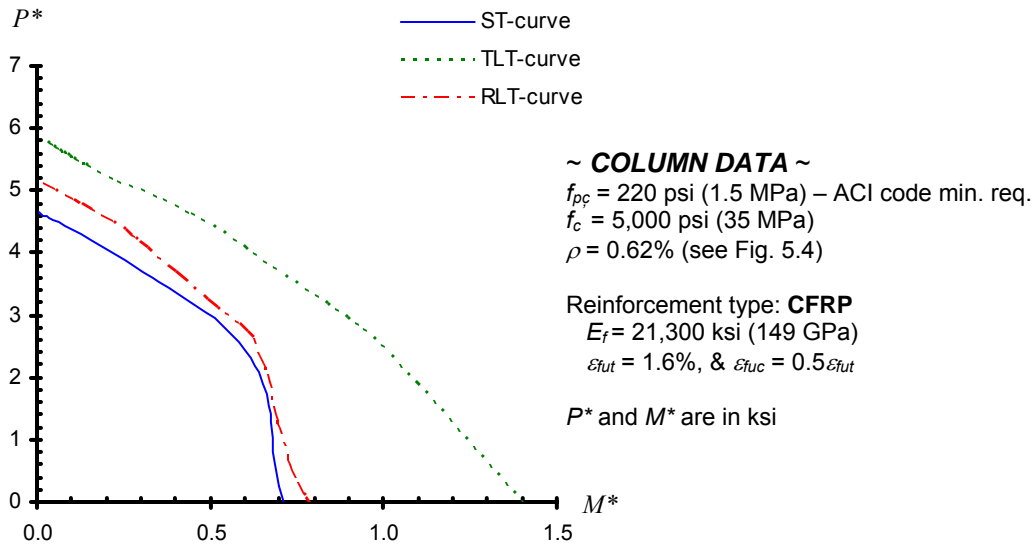 P*
ST-curve
TLT-curve
RLT-curve
7
6
5
4
3
2
1
0
0.0 0.5 1.0 1.5
M*
~ COLUMN DATA ~
fpç = 220 psi (1.5 MPa) – ACI code min. req.
fc = 5,000 psi (35 MPa)
ρ = 0.62% (see Fig. 5.4)
Reinforcement type: CFRP
Ef = 21,300 ksi (149 GPa)
εfut = 1.6%, & εfuc = 0.5εfut
P* and M* are in ksi